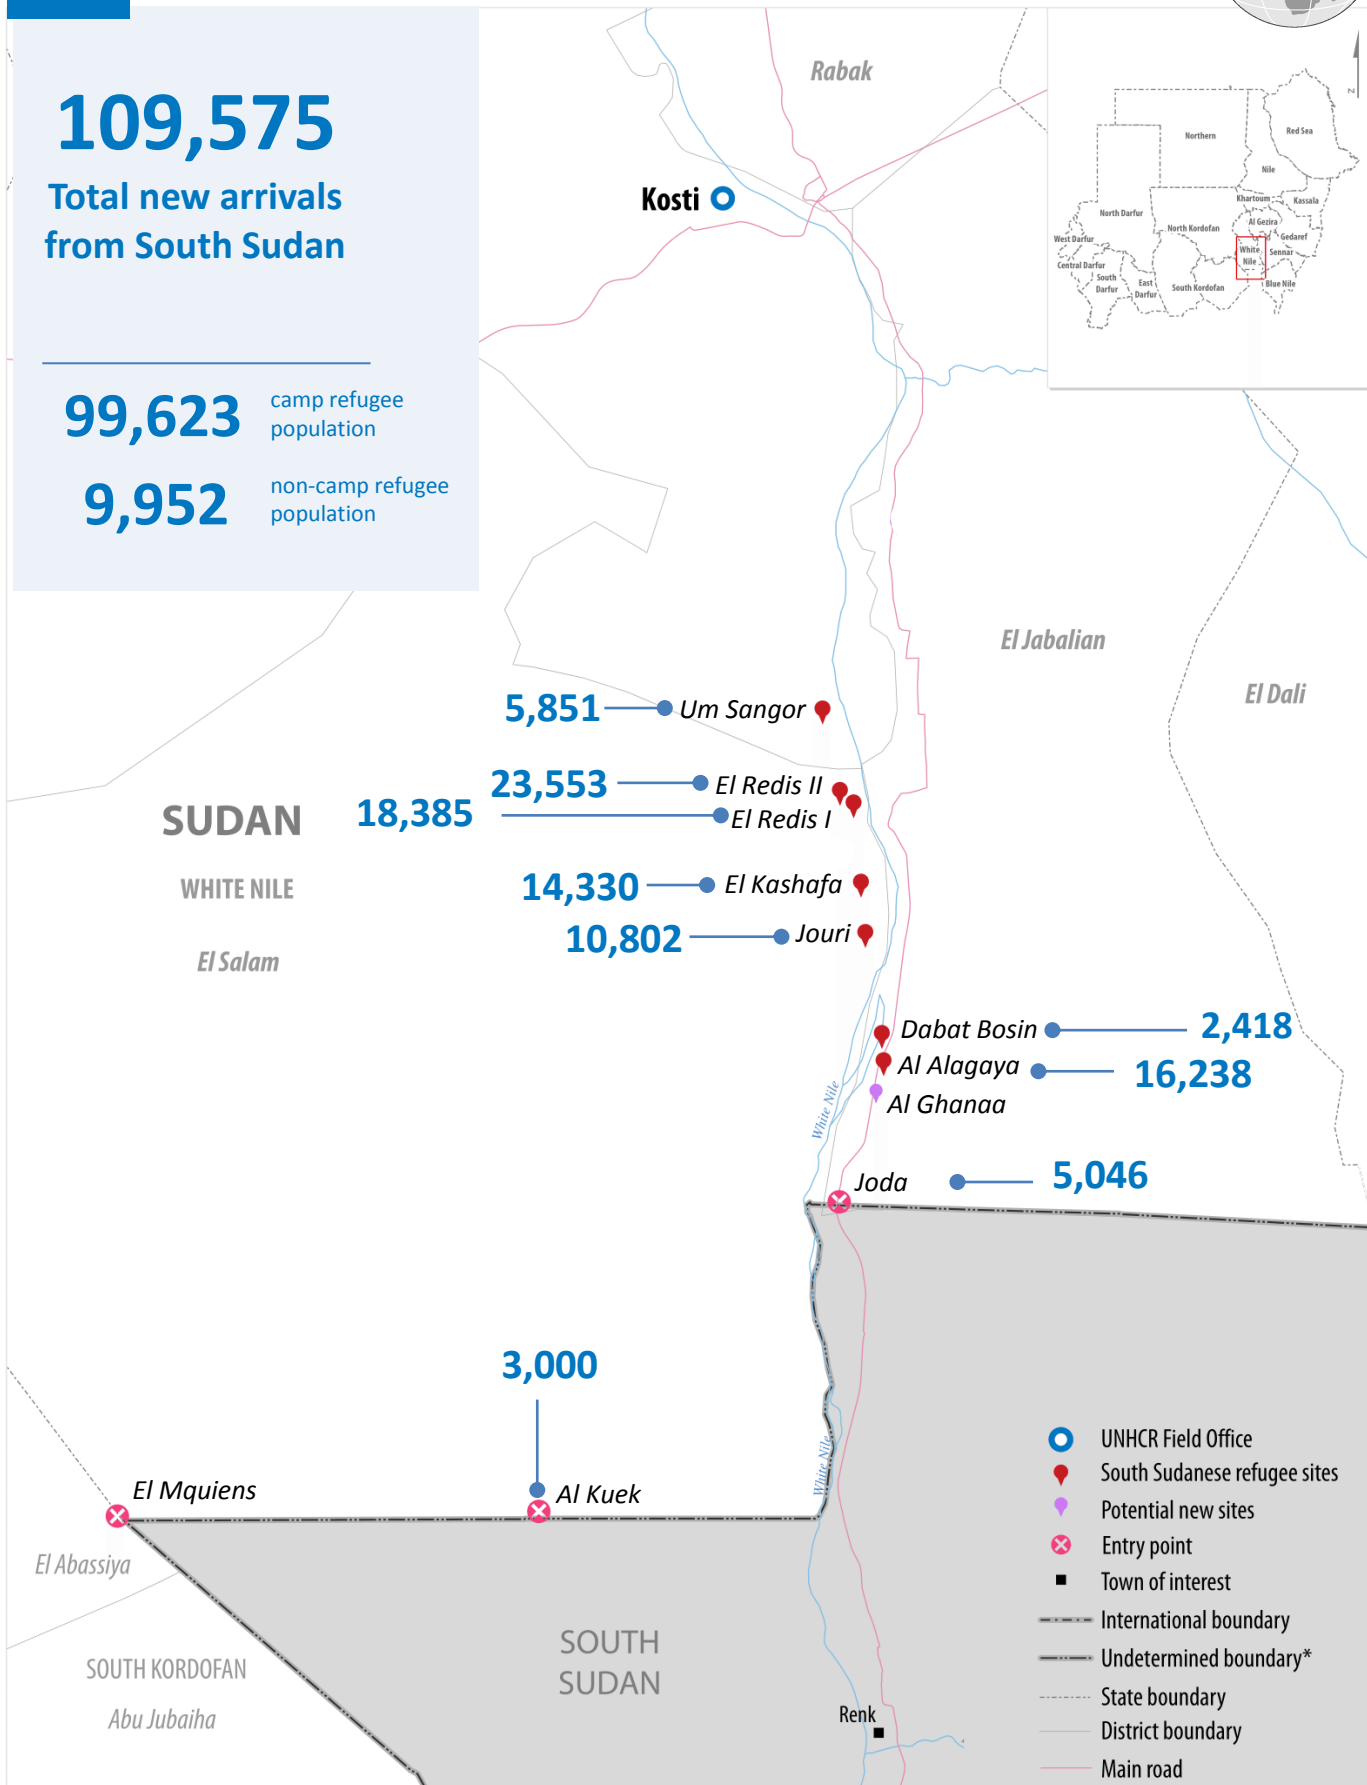 109,575
Total new arrivals
from South Sudan
99,623
camp refugee
population
9,952
non-camp refugee
population
Rabak
Kosti
N
Northern
Red Sea
Nile
Khartoum
Kassala
North Darfur
Al Gezira
North Kordofan
Gedaref
West Darfur
White
Nile
Sennar
Central Darfur
South
Darfur
East
Darfur
South Kordofan
Blue Nile
El Jabalian
El Dali
5,851
Um Sangor
23,553
El Redis II
18,385
El Redis I
SUDAN
WHITE NILE
El Salam
14,330
El Kashafa
10,802
Jouri
Dabat Bosin
2,418
Al Alagaya
16,238
Al Ghanaa
White Nile
Joda
5,046
3,000
El Mquiens
Al Kuek
White Nile
El Abassiya
SOUTH KORDOFAN
Abu Jubaiha
SOUTH
SUDAN
Renk
UNHCR Field Office
South Sudanese refugee sites
Potential new sites
Entry point
Town of interest
International boundary
Undetermined boundary*
State boundary
District boundary
Main road